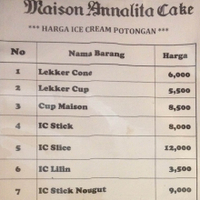 Maison Annalita Cake
*** HARGA ICE CREAM POTONGAN ***
No Nama Barang Harga
1 Lekker Cone 6,000
2 Lekker Cup 5,500
3 Cup Maison 8,500
4 IC Stick 8,000
5 IC Slice 12,000
6 IC Lilin 3,500
7 IC Stick Nougut 9,000